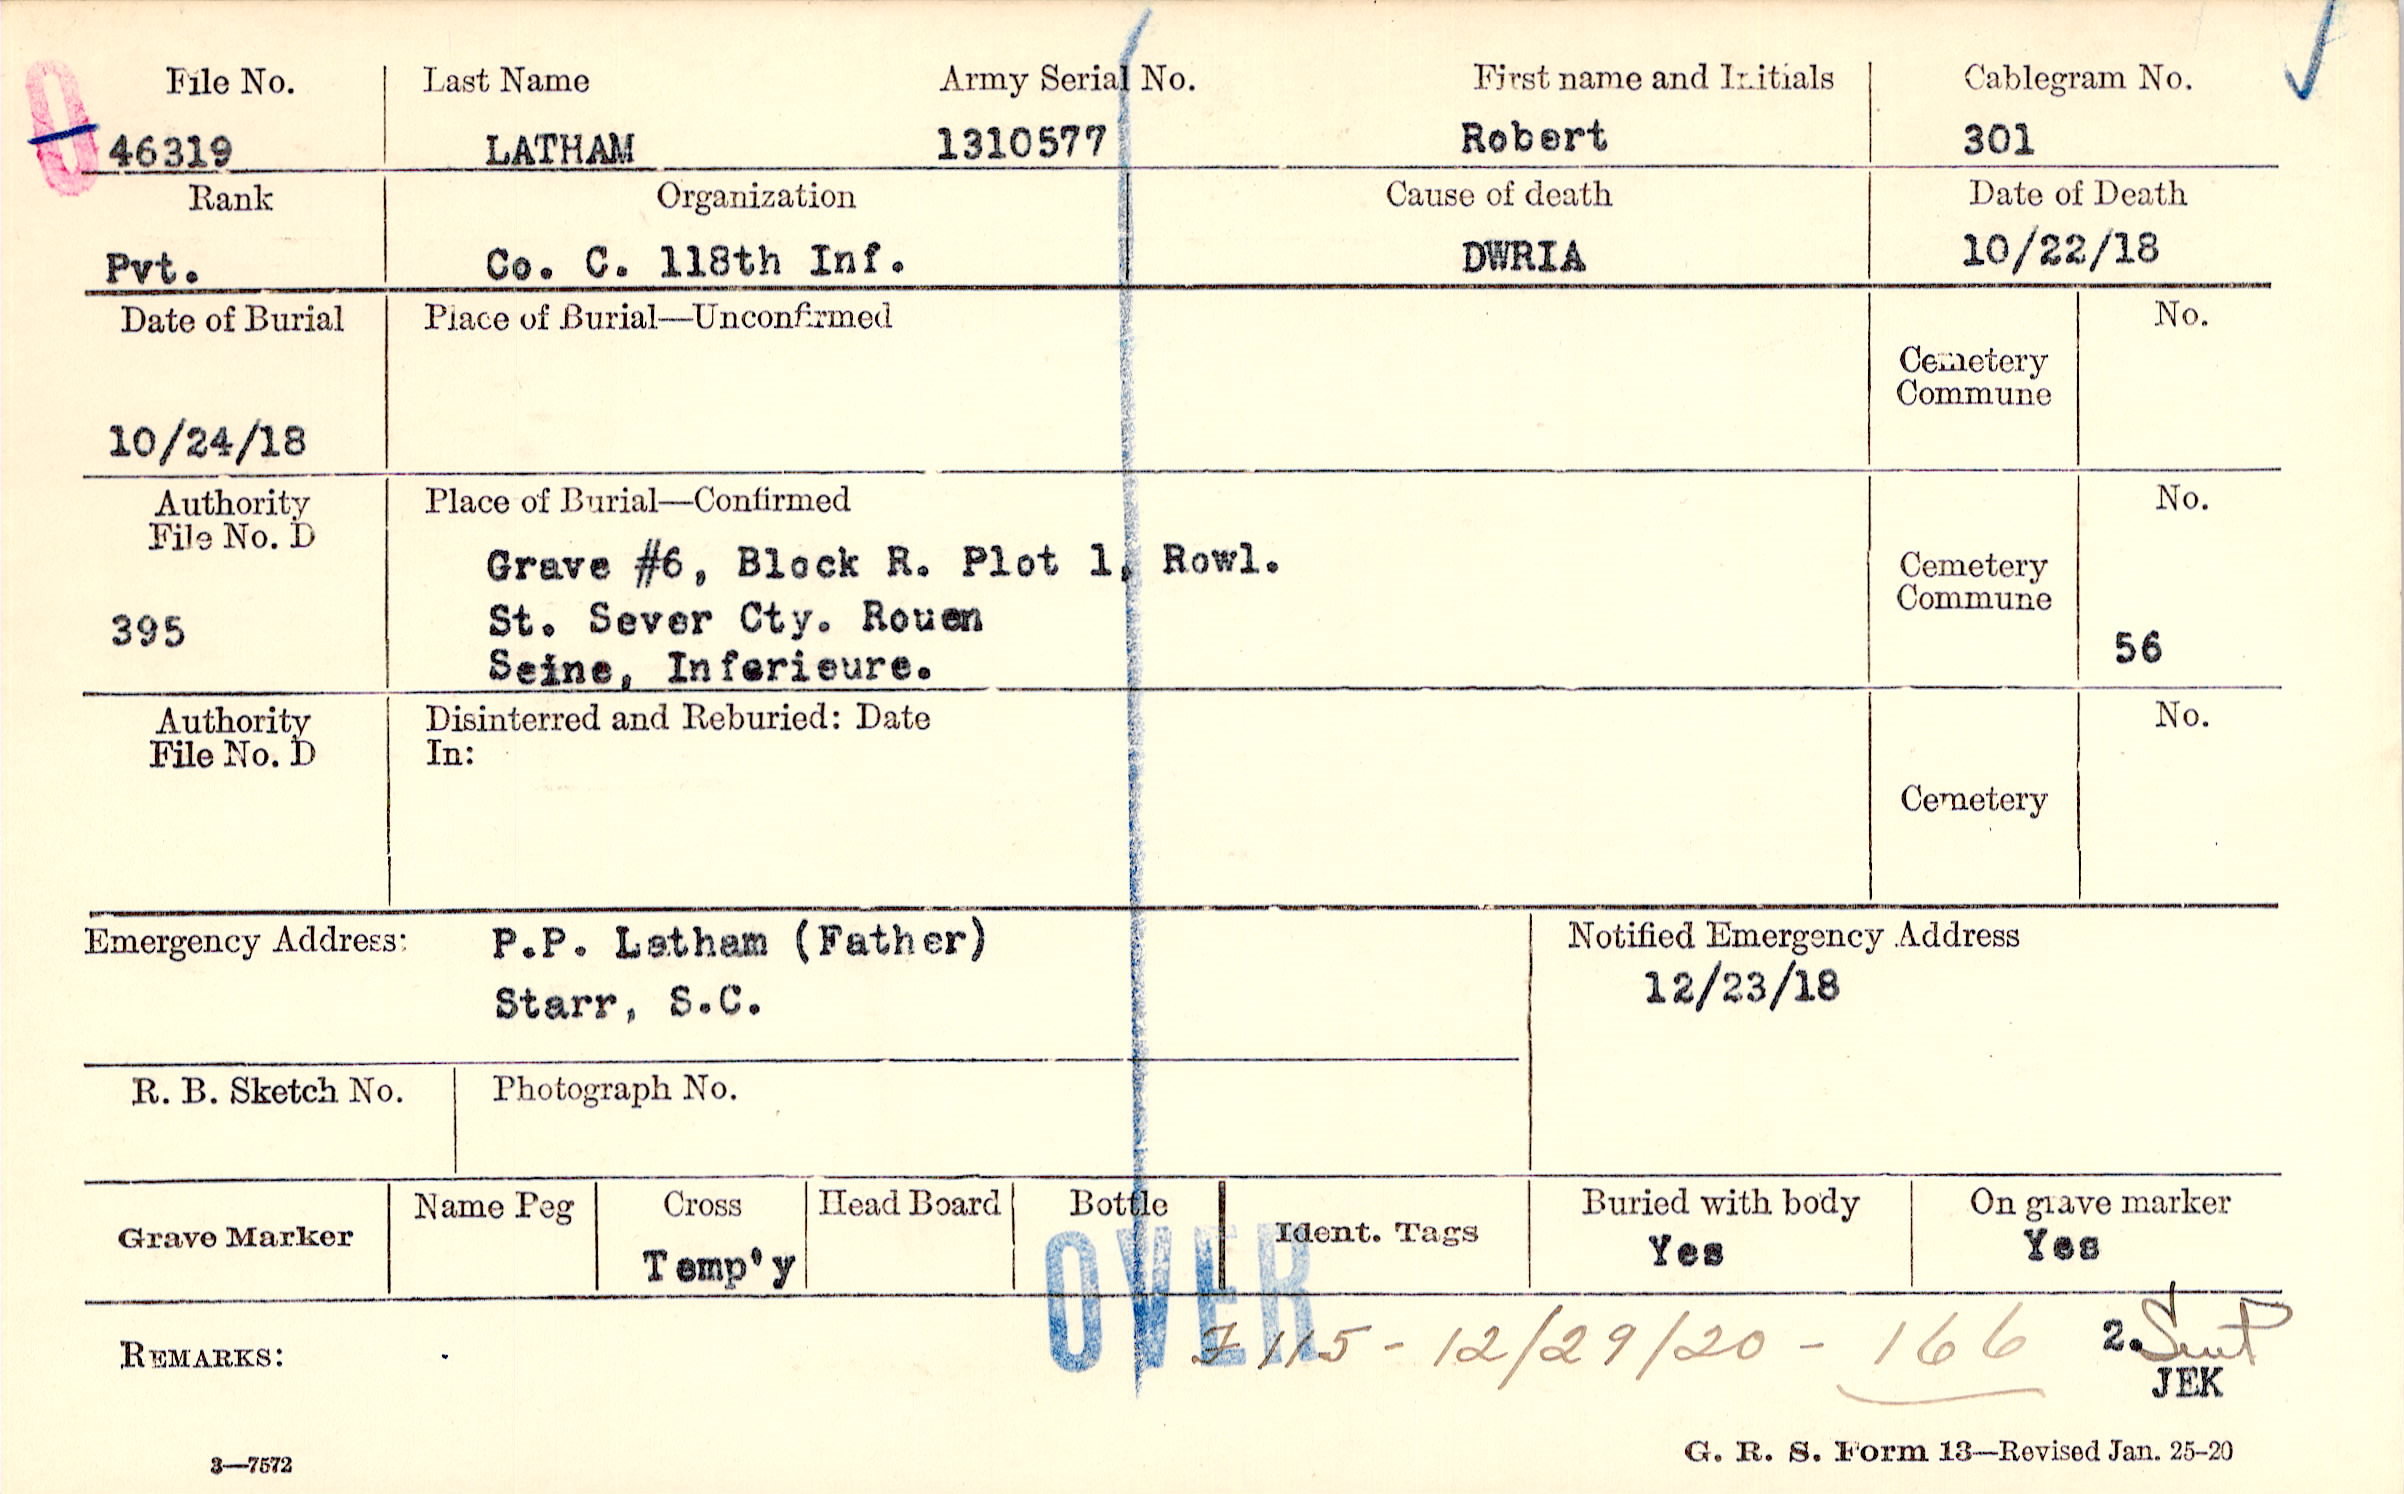 File No. Last Name Army Serial No. First name and Initials Cablegram No.
46319 LATHAM 1310577 Robert 301
Rank Organization Cause of death Date of Death
Pvt. Co. C. 118th Inf. DWRIA 10/22/18
Date of Burial Place of Burial—Unconfirmed No.
Cemetery
Commune
10/24/18
Authority Place of Burial—Confirmed No.
File No. D
Grave #6, Block R. Plot 1, Rowl. Cemetery
Commune
395 St. Sever Cty. Rouen 56
Seine, Inferieure.
Authority Disinterred and Reburied: Date No.
File No. D In:
Cemetery
Emergency Address: P.P. Latham (Father) Notified Emergency Address
12/23/18
Starr, S.C.
R. B. Sketch No. Photograph No.
Grave Marker Name Peg Cross Head Board Bottle Ident. Tags Buried with body On grave marker
Temp'y Yes Yes
OVER
REMARKS: 115 - 12/29/20 - 166 2. Sent
JEK
3—7572 G. R. S. Form 13—Revised Jan. 25-20